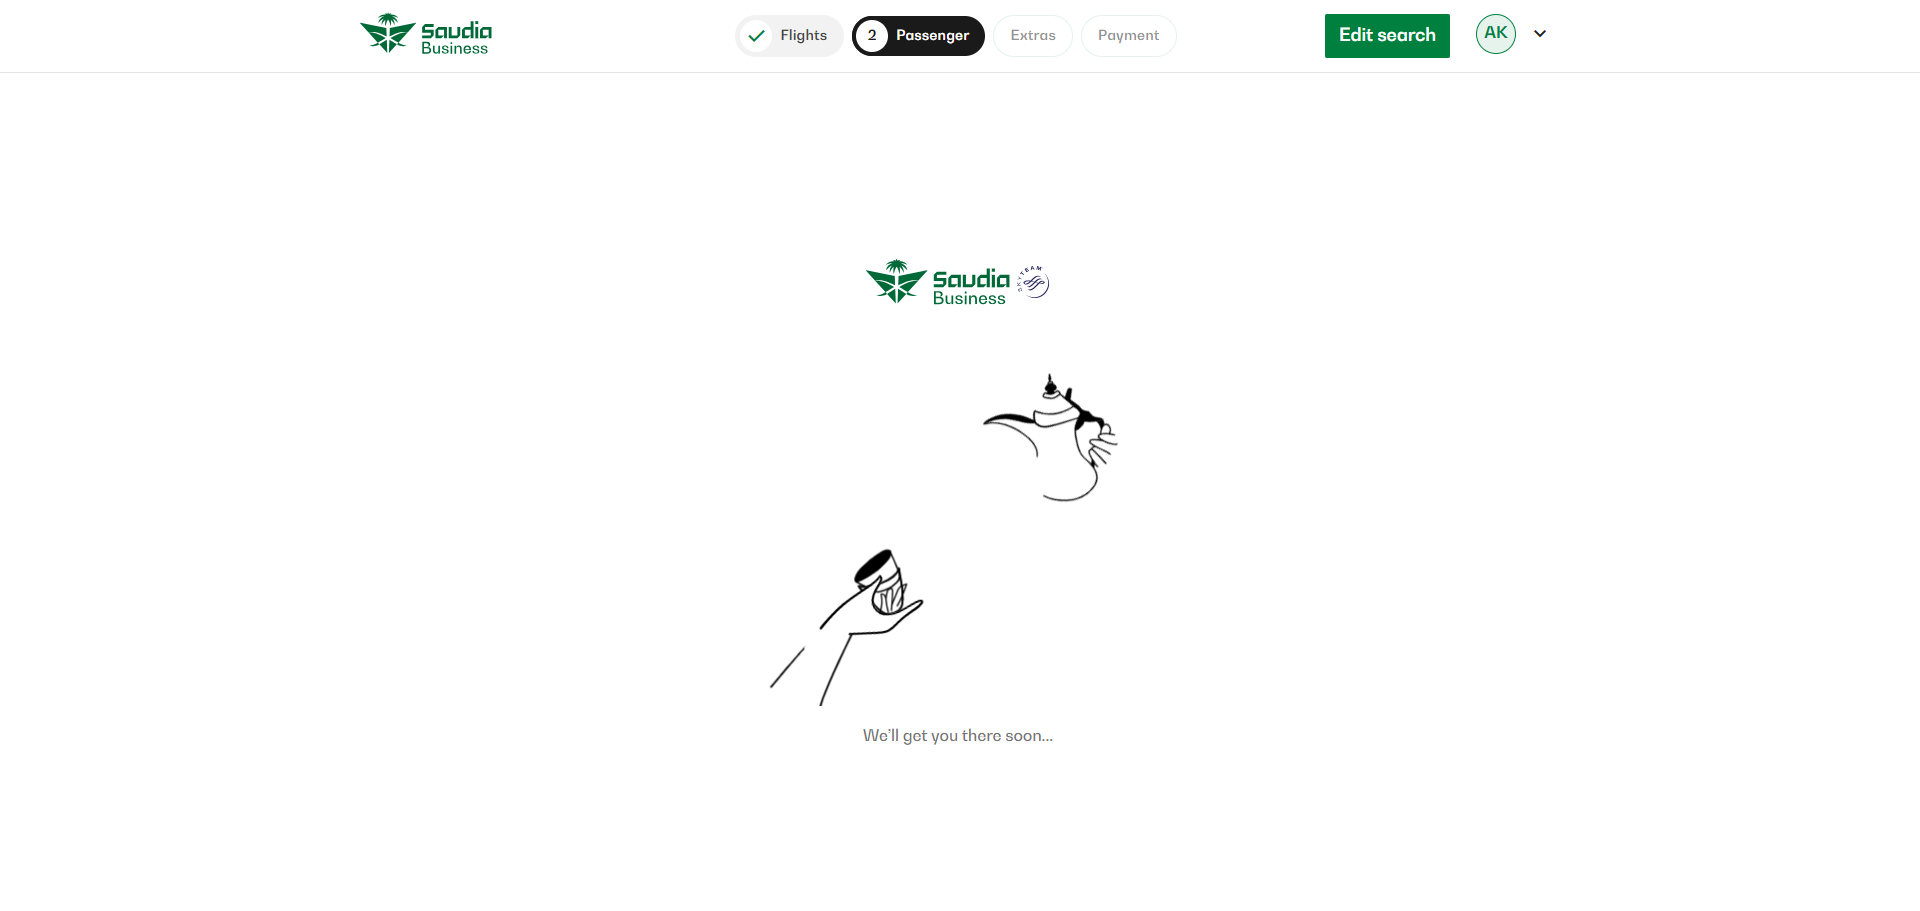 Saudia
Business
Flights
2
Passenger
Extras
Payment
Edit search
AK
Saudia
Business
SKYTEAM
We'll get you there soon...